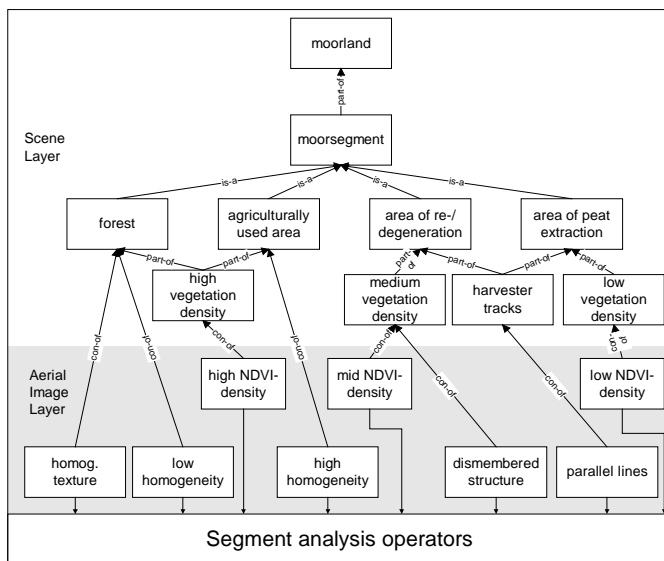 moorland
part-of
moorsegment
Scene
Layer
is-a
is-a
is-a
is-a
forest
agriculturally
used area
area of re-/
degeneration
area of peat
extraction
part-of
part-of
part-
of
part-of
part-of
part-of
high
vegetation
density
medium
vegetation
density
harvester
tracks
low
vegetation
density
con-of
con-of
con-of
con-of
con-of
con-of
con-of
con-
of
Aerial
Image
Layer
high NDVI-
density
mid NDVI-
density
low NDVI-
density
homog.
texture
low
homogeneity
high
homogeneity
dismembered
structure
parallel lines
Segment analysis operators